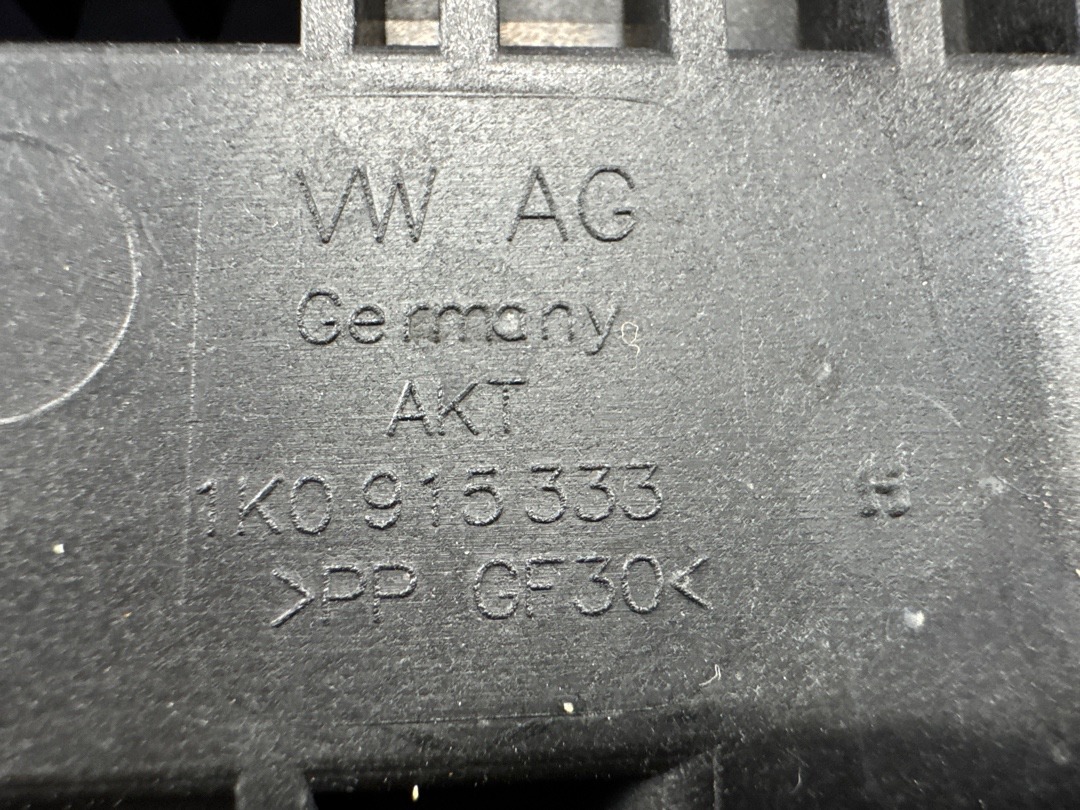 VW AG
Germany
AKT
1K0 915 333
>PP GF30<